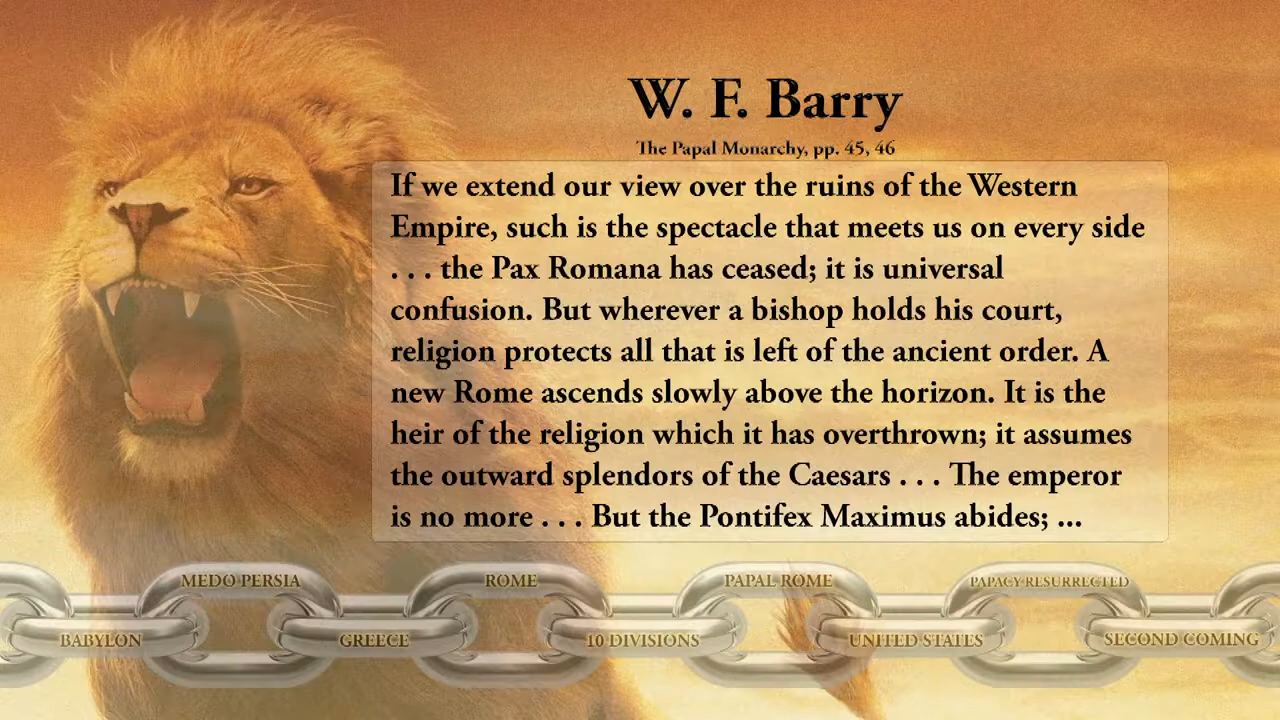 W. F. Barry
The Papal Monarchy, pp. 45, 46
If we extend our view over the ruins of the Western
Empire, such is the spectacle that meets us on every side
. . . the Pax Romana has ceased; it is universal
confusion. But wherever a bishop holds his court,
religion protects all that is left of the ancient order. A
new Rome ascends slowly above the horizon. It is the
heir of the religion which it has overthrown; it assumes
the outward splendors of the Caesars . . . The emperor
is no more . . . But the Pontifex Maximus abides; ...
MEDO PERSIA ROME PAPAL ROME PAPACY RESURRECTED
BABYLON GREECE 10 DIVISIONS UNITED STATES SECOND COMING